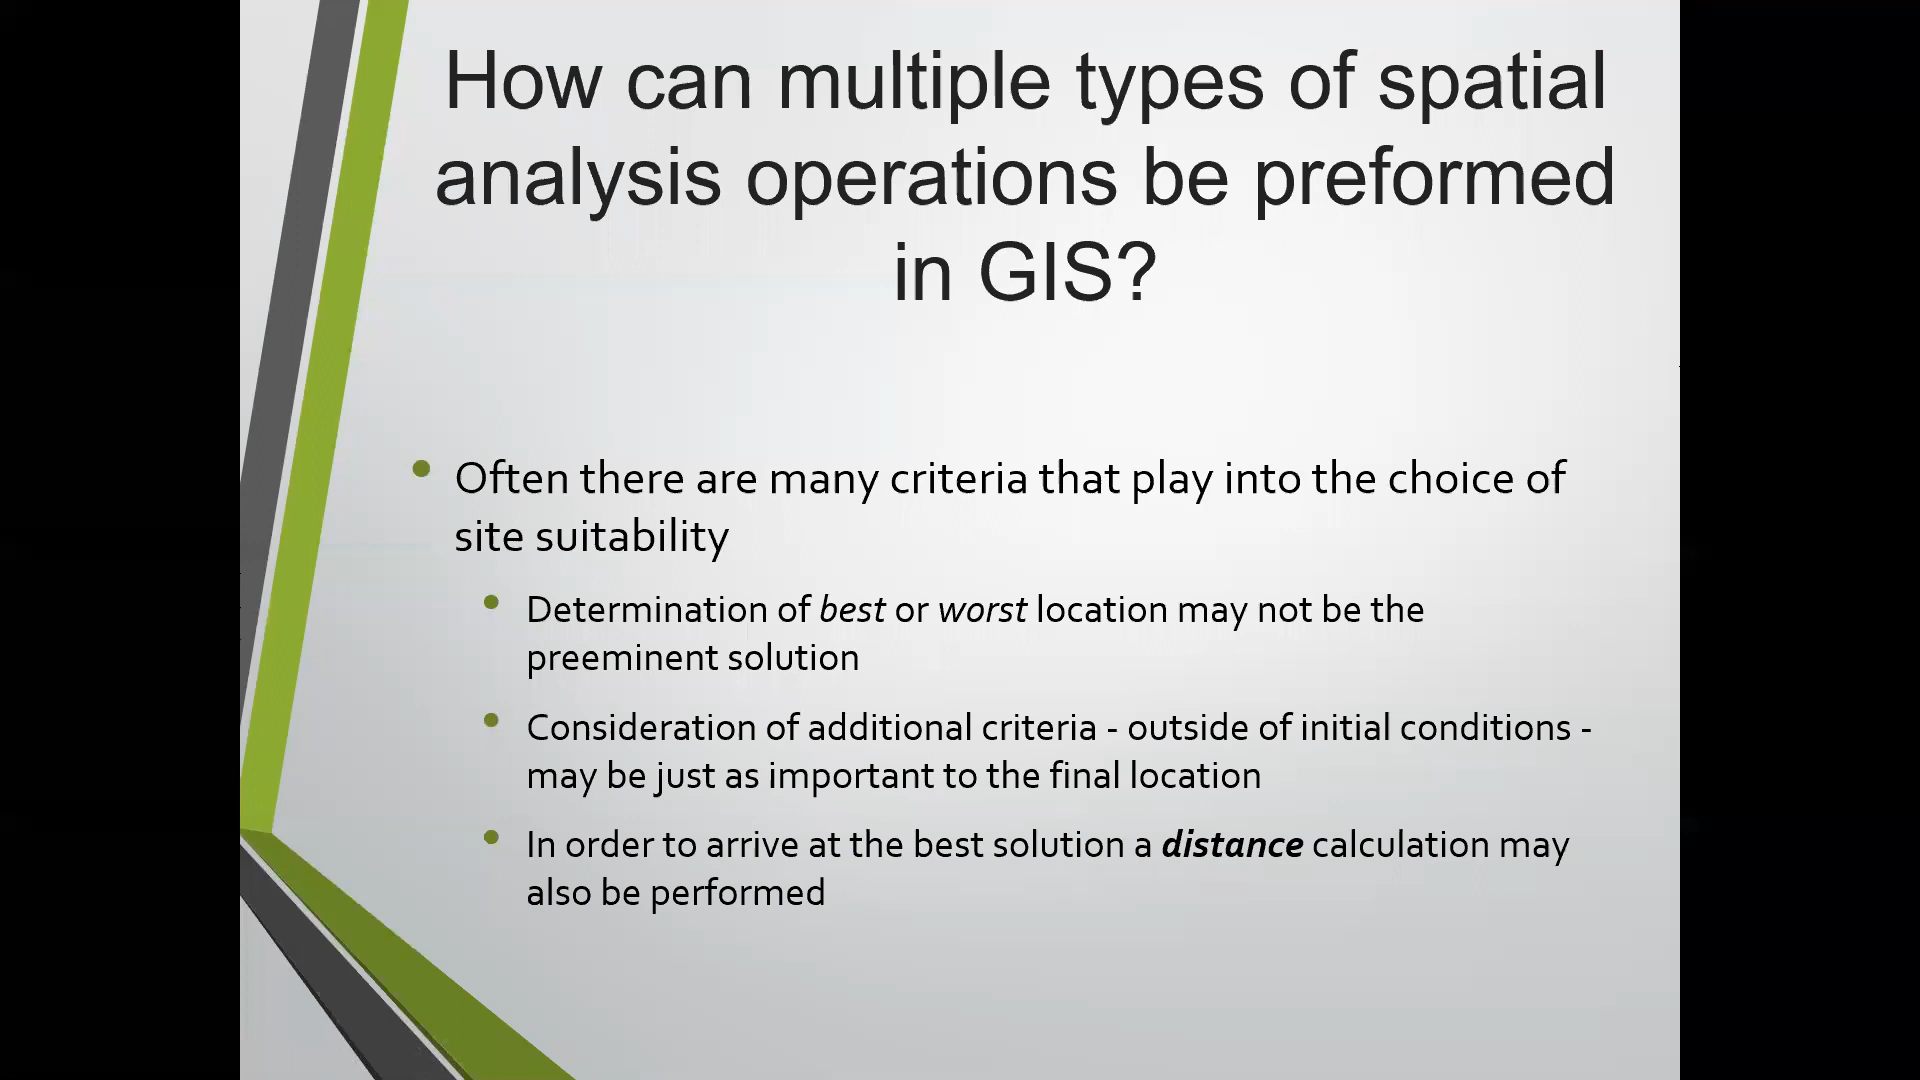 How can multiple types of spatial
analysis operations be preformed
in GIS?
• Often there are many criteria that play into the choice of
site suitability
• Determination of best or worst location may not be the
preeminent solution
• Consideration of additional criteria - outside of initial conditions -
may be just as important to the final location
• In order to arrive at the best solution a distance calculation may
also be performed